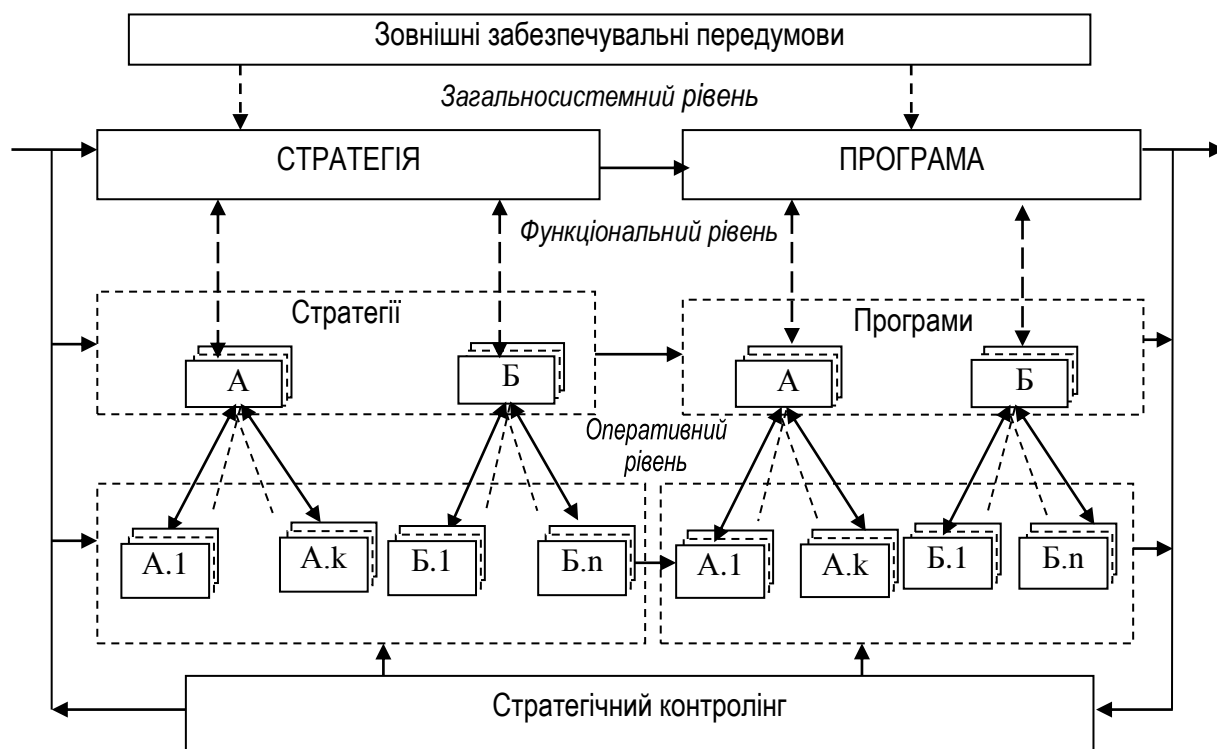 Зовнішні забезпечувальні передумови
Загальносистемний рівень
СТРАТЕГІЯ
ПРОГРАМА
Функціональний рівень
Стратегії
Програми
А
Б
А
Б
Оперативний
рівень
А.1
А.k
Б.1
Б.n
А.1
А.k
Б.1
Б.n
Стратегічний контролінг